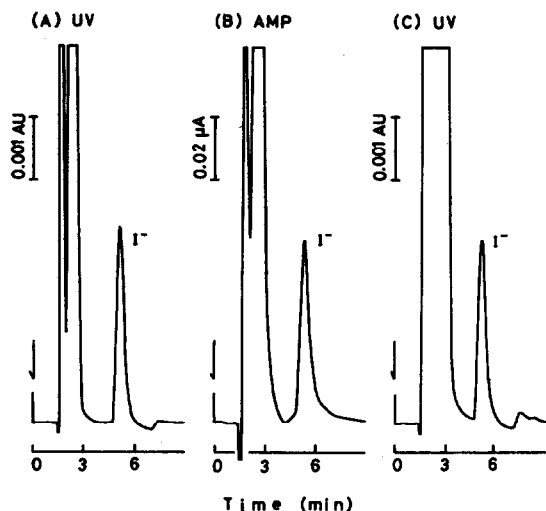 (A) UV
(B) AMP
(C) UV
0.001 AU
0.02 µA
0.001 AU
I⁻
I⁻
I⁻
0 3 6
0 3 6
0 3 6
Time (min)